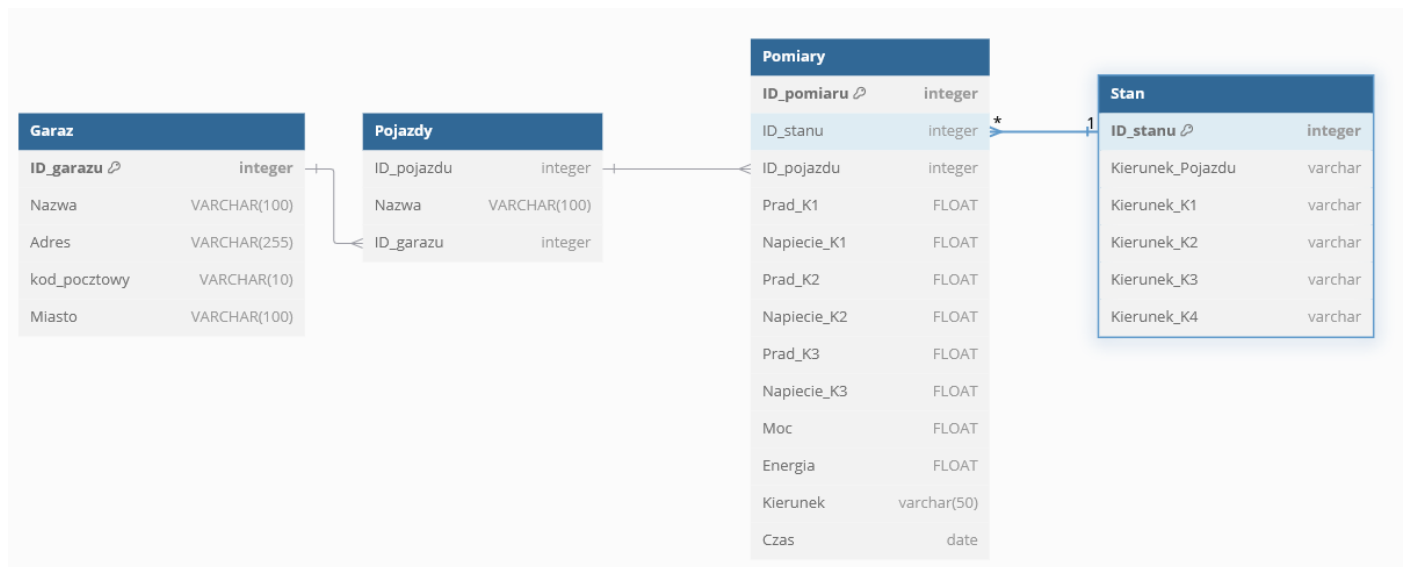 Garaz
ID_garazu integer
Nazwa VARCHAR(100)
Adres VARCHAR(255)
kod_pocztowy VARCHAR(10)
Miasto VARCHAR(100)
Pojazdy
ID_pojazdu integer
Nazwa VARCHAR(100)
ID_garazu integer
Pomiary
ID_pomiaru integer
ID_stanu integer
ID_pojazdu integer
Prad_K1 FLOAT
Napiecie_K1 FLOAT
Prad_K2 FLOAT
Napiecie_K2 FLOAT
Prad_K3 FLOAT
Napiecie_K3 FLOAT
Moc FLOAT
Energia FLOAT
Kierunek varchar(50)
Czas date
* 1
Stan
ID_stanu integer
Kierunek_Pojazdu varchar
Kierunek_K1 varchar
Kierunek_K2 varchar
Kierunek_K3 varchar
Kierunek_K4 varchar